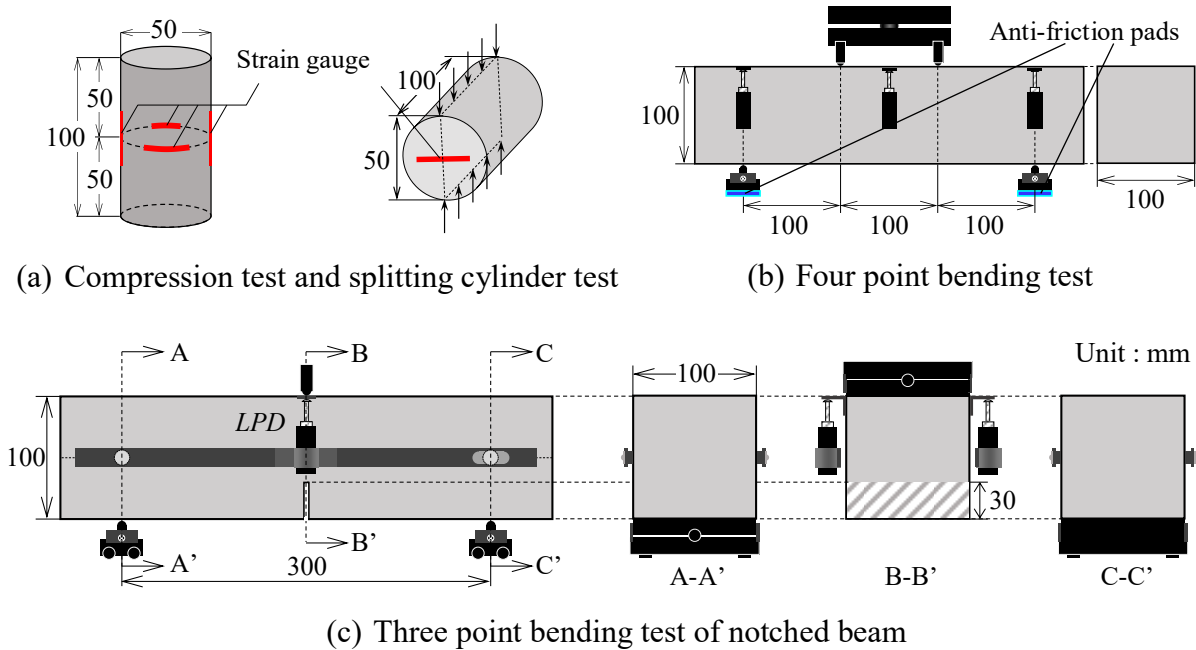 50
Strain gauge
50
100
50
100
50
(a) Compression test and splitting cylinder test
Anti-friction pads
100
100
100 100 100
(b) Four point bending test
A
B
C
Unit : mm
LPD
100
100
30
A’
B’
C’
300
A-A’
B-B’
C-C’
(c) Three point bending test of notched beam